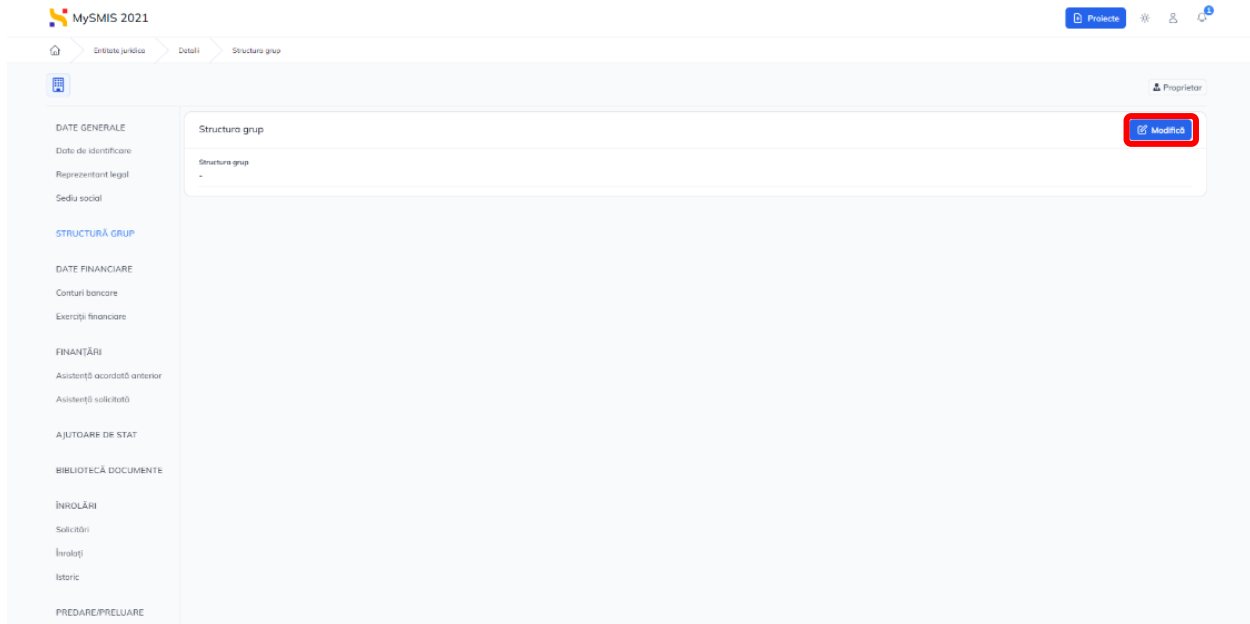 MySMIS 2021
Proiecte
1
Entitate juridica
Detalii
Structura grup
Proprietar
DATE GENERALE
Date de identificare
Reprezentant legal
Sediu social
STRUCTURĂ GRUP
DATE FINANCIARE
Conturi bancare
Exerciții financiare
FINANȚĂRI
Asistență acordată anterior
Asistență solicitată
AJUTOARE DE STAT
BIBLIOTECĂ DOCUMENTE
ÎNROLĂRI
Solicitări
Înrolați
Istoric
PREDARE/PRELUARE
Structura grup
Modifică
Structura grup
-